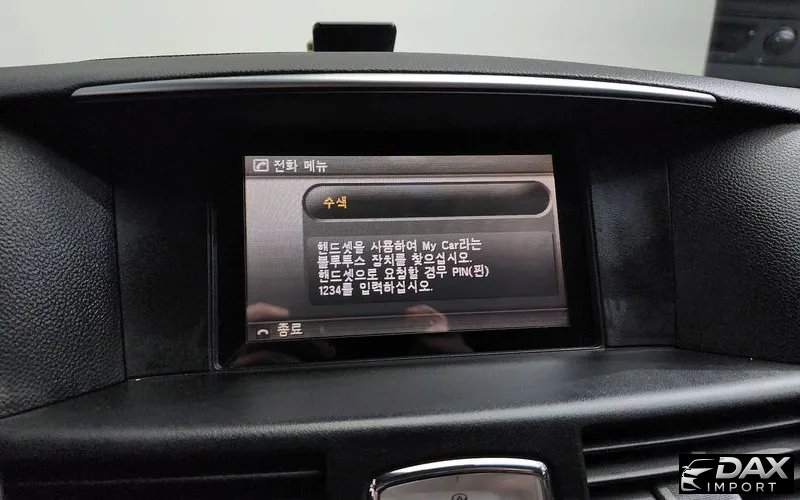 전화 메뉴
수색
핸드셋을 사용하여 My Car라는
블루투스 장치를 찾으십시오.
핸드셋으로 요청할 경우 PIN(핀)
1234를 입력하십시오.
종료
DAX
IMPORT